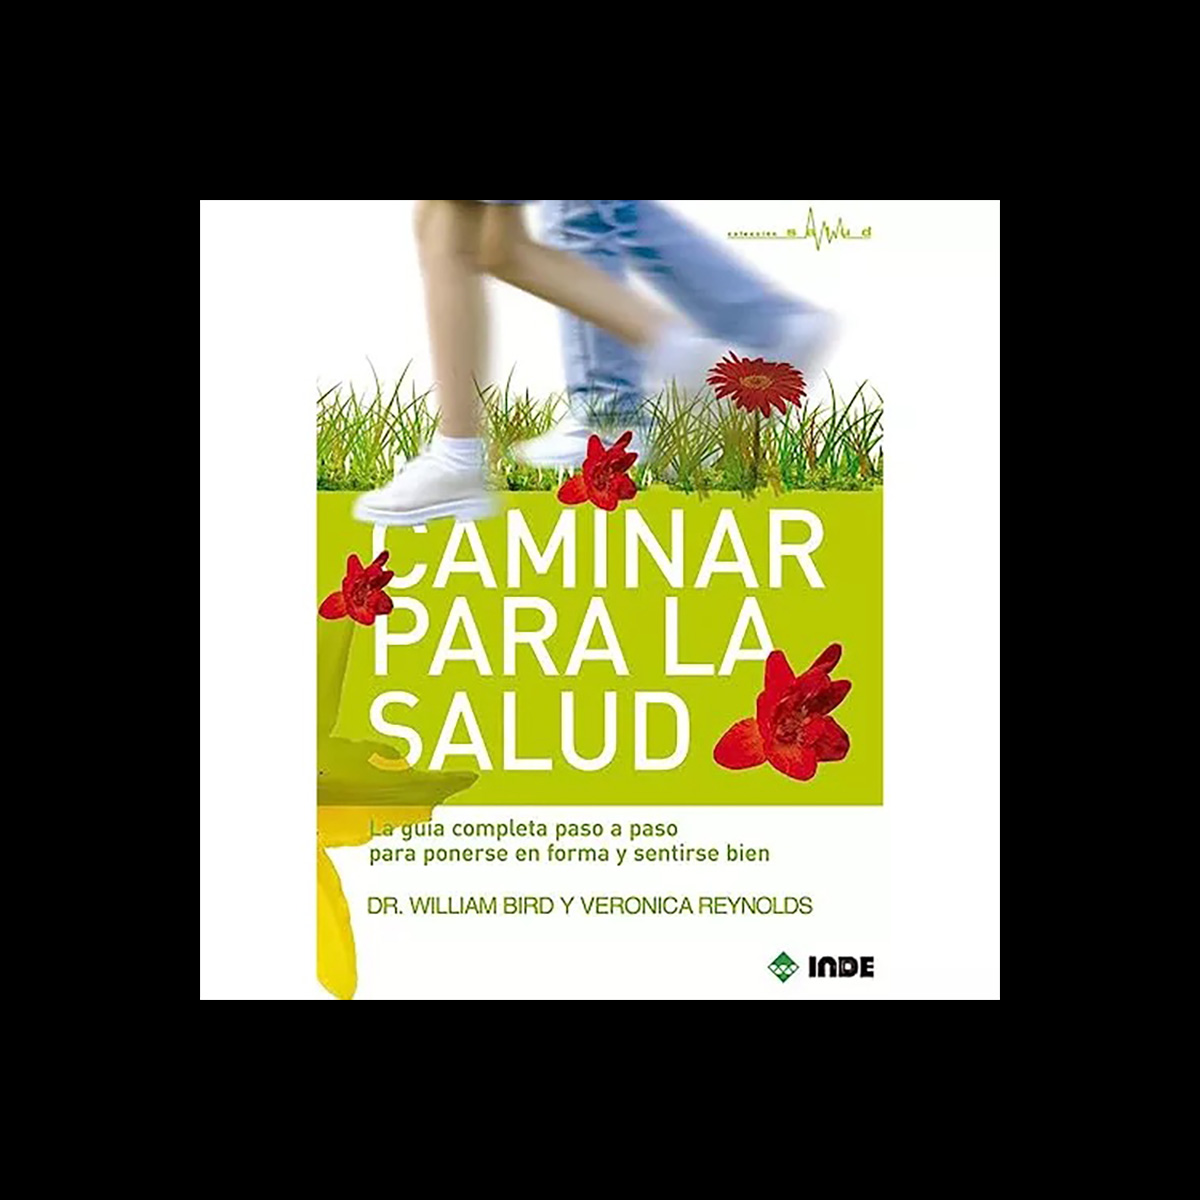 colección salud
CAMINAR
PARA LA
SALUD
La guía completa paso a paso
para ponerse en forma y sentirse bien
DR. WILLIAM BIRD Y VERONICA REYNOLDS
INDE